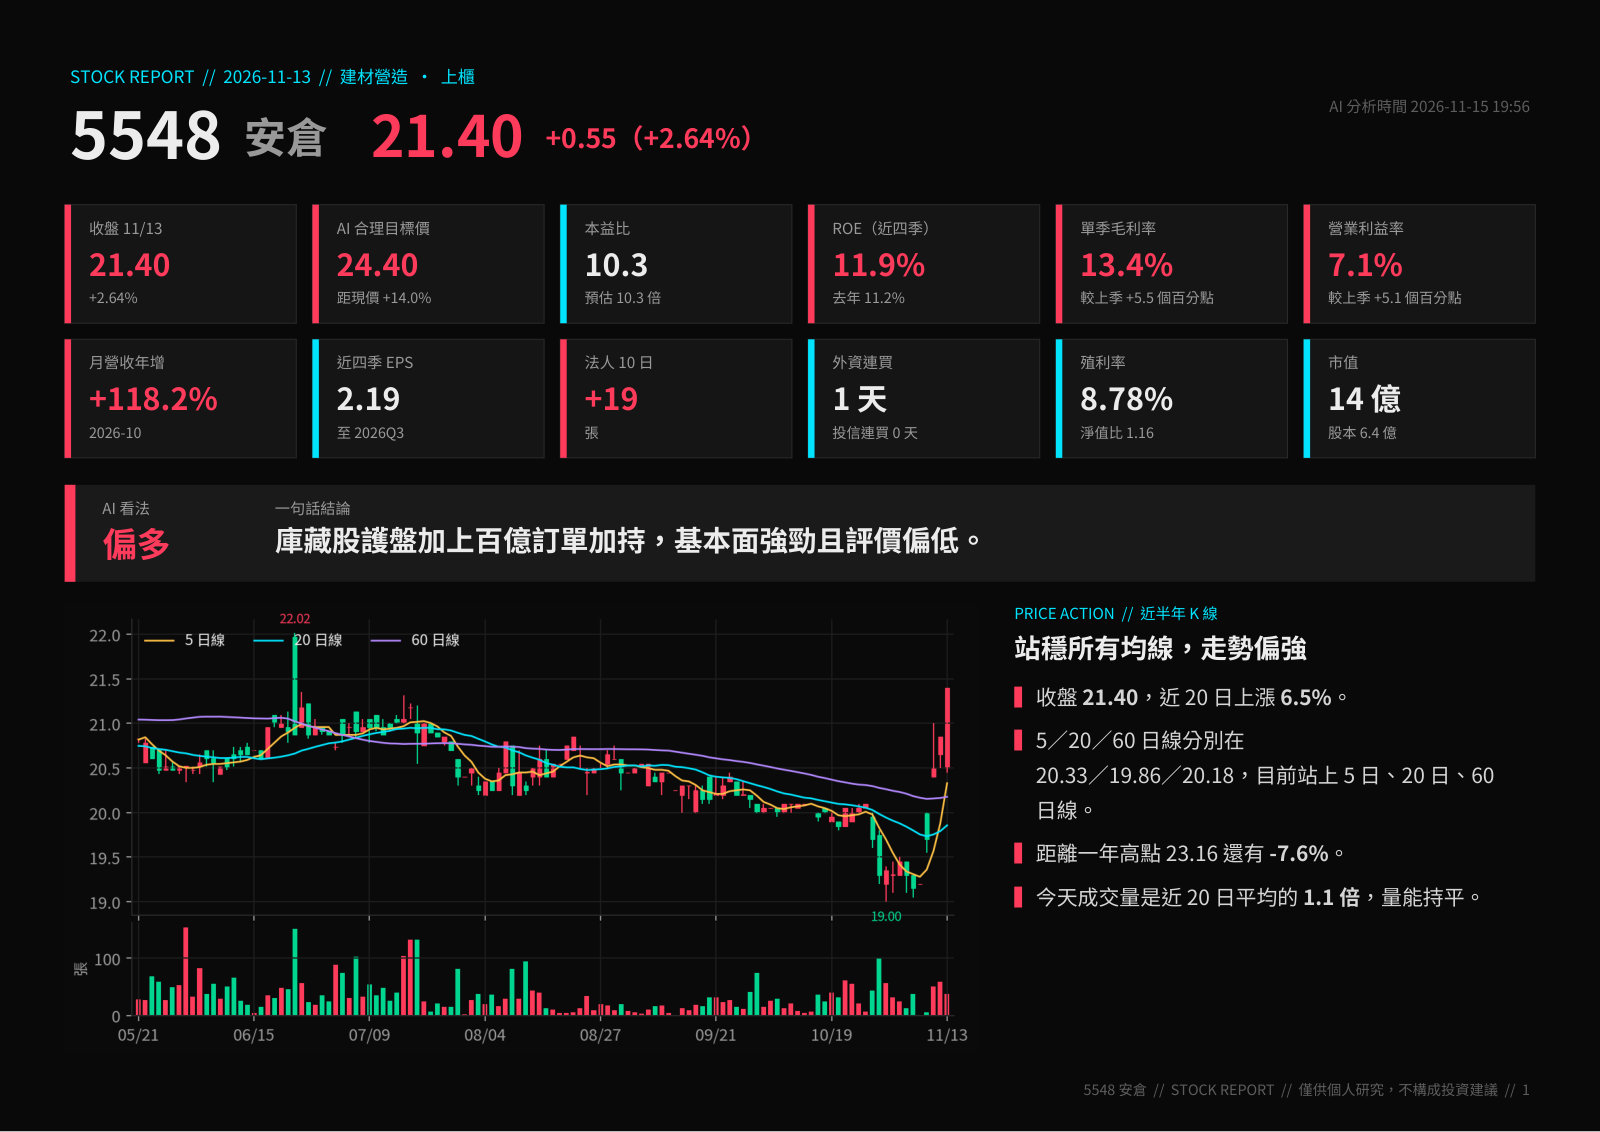 STOCK REPORT // 2026-11-13 // 建材營造 · 上櫃
AI 分析時間 2026-11-15 19:56
5548 安倉 21.40 +0.55（+2.64%）
收盤 11/13
21.40
+2.64%
AI 合理目標價
24.40
距現價 +14.0%
本益比
10.3
預估 10.3 倍
ROE（近四季）
11.9%
去年 11.2%
單季毛利率
13.4%
較上季 +5.5 個百分點
營業利益率
7.1%
較上季 +5.1 個百分點
月營收年增
+118.2%
2026-10
近四季 EPS
2.19
至 2026Q3
法人 10 日
+19
張
外資連買
1 天
投信連買 0 天
殖利率
8.78%
淨值比 1.16
市值
14 億
股本 6.4 億
AI 看法
偏多
一句話結論
庫藏股護盤加上百億訂單加持，基本面強勁且評價偏低。
22.02
5 日線 20 日線 60 日線
22.0
21.5
21.0
20.5
20.0
19.5
19.0
19.00
張
100
0
05/21 06/15 07/09 08/04 08/27 09/21 10/19 11/13
PRICE ACTION // 近半年 K 線
站穩所有均線，走勢偏強
收盤 21.40，近 20 日上漲 6.5%。
5／20／60 日線分別在
20.33／19.86／20.18，目前站上 5 日、20 日、60
日線。
距離一年高點 23.16 還有 -7.6%。
今天成交量是近 20 日平均的 1.1 倍，量能持平。
5548 安倉 // STOCK REPORT // 僅供個人研究，不構成投資建議 // 1